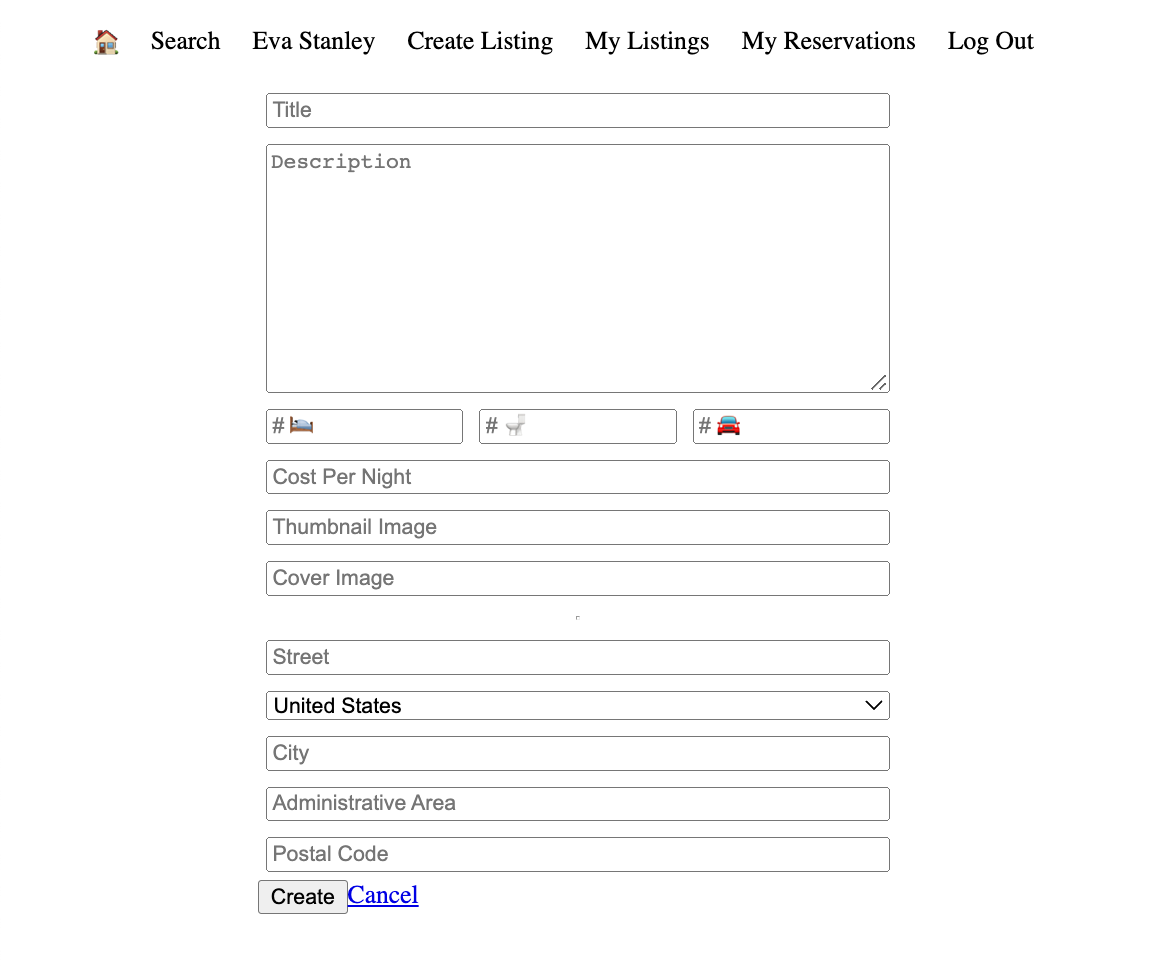 🏠 Search Eva Stanley Create Listing My Listings My Reservations Log Out
Title
Description
# 🛏️ # 🚽 # 🚘
Cost Per Night
Thumbnail Image
Cover Image
Street
United States
City
Administrative Area
Postal Code
Create Cancel